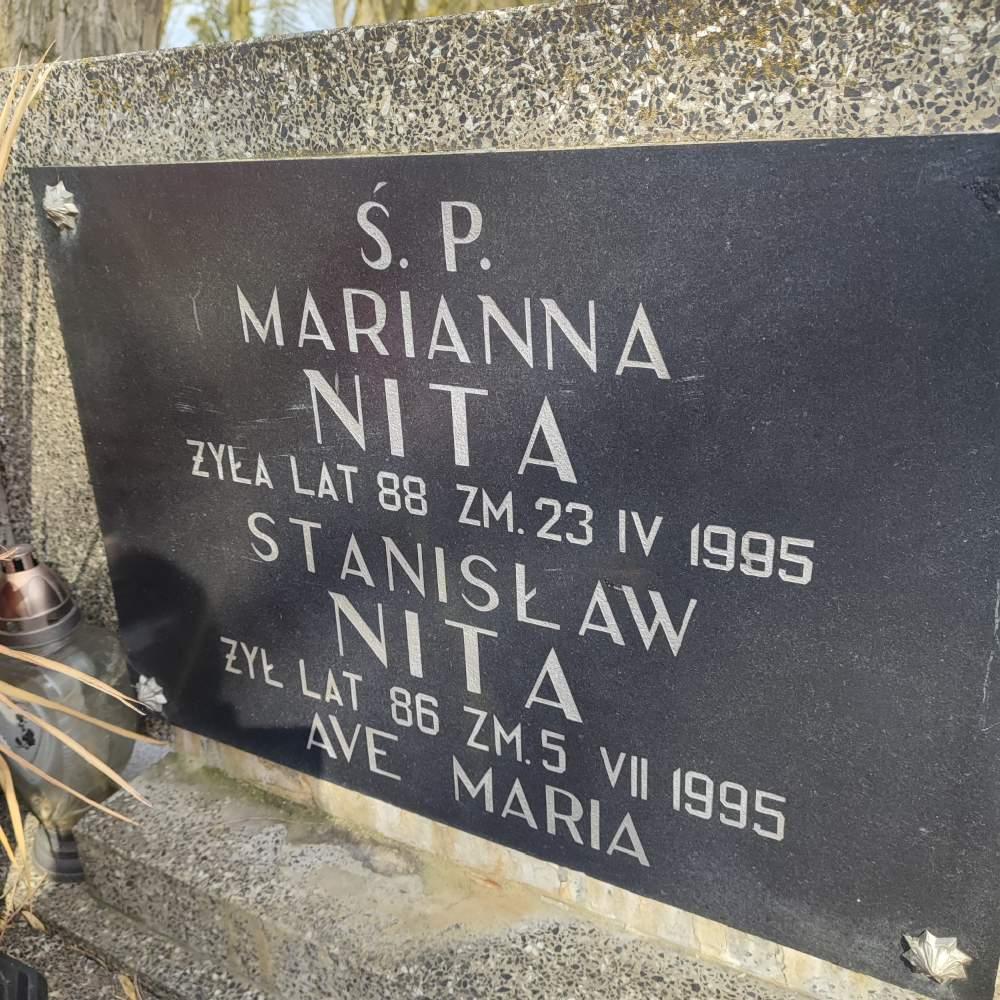 Ś. P.
MARIANNA
NITA
ŻYŁA LAT 88 ZM. 23 IV 1995
STANISŁAW
NITA
ŻYŁ LAT 86 ZM. 5 VII 1995
AVE MARIA